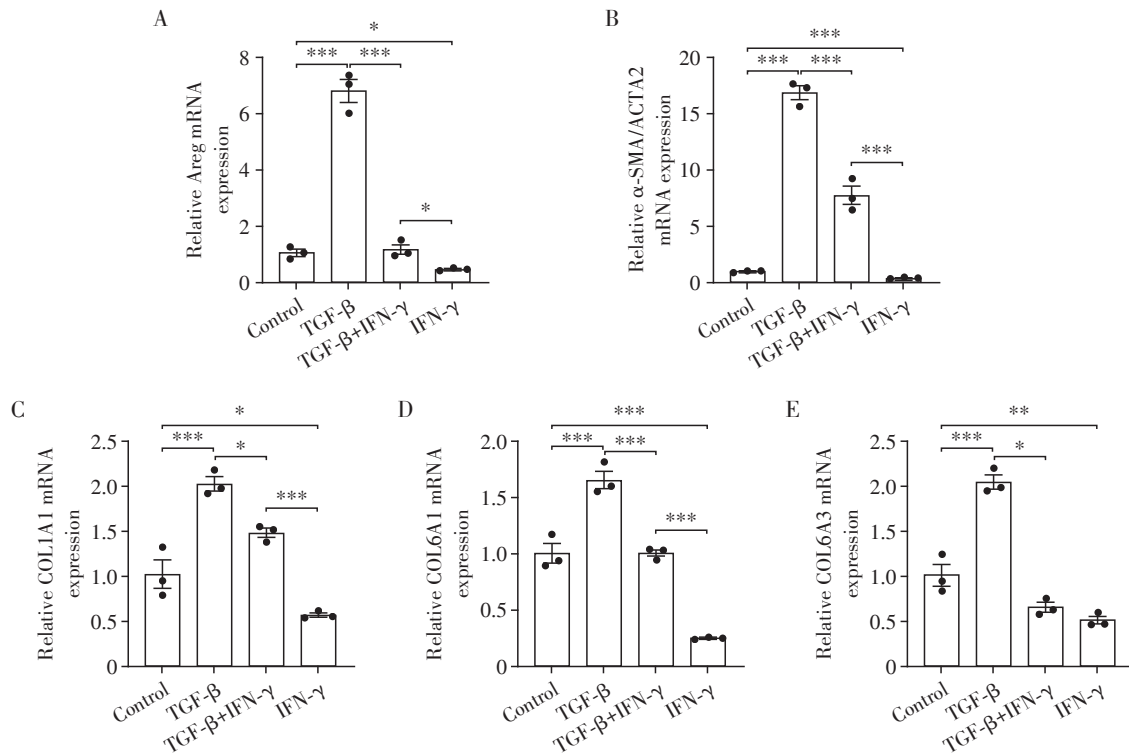 A
*
***
***
8
6
4
2
0
Relative Areg mRNA
expression
*
Control
TGF-β
TGF-β+IFN-γ
IFN-γ
B
***
***
***
20
15
10
5
0
Relative α-SMA/ACTA2
mRNA expression
***
Control
TGF-β
TGF-β+IFN-γ
IFN-γ
C
*
***
*
2.5
2.0
1.5
1.0
0.5
0
Relative COL1A1 mRNA
expression
***
Control
TGF-β
TGF-β+IFN-γ
IFN-γ
D
***
***
***
2.0
1.5
1.0
0.5
0
Relative COL6A1 mRNA
expression
***
Control
TGF-β
TGF-β+IFN-γ
IFN-γ
E
**
***
*
2.5
2.0
1.5
1.0
0.5
0
Relative COL6A3 mRNA
expression
Control
TGF-β
TGF-β+IFN-γ
IFN-γ